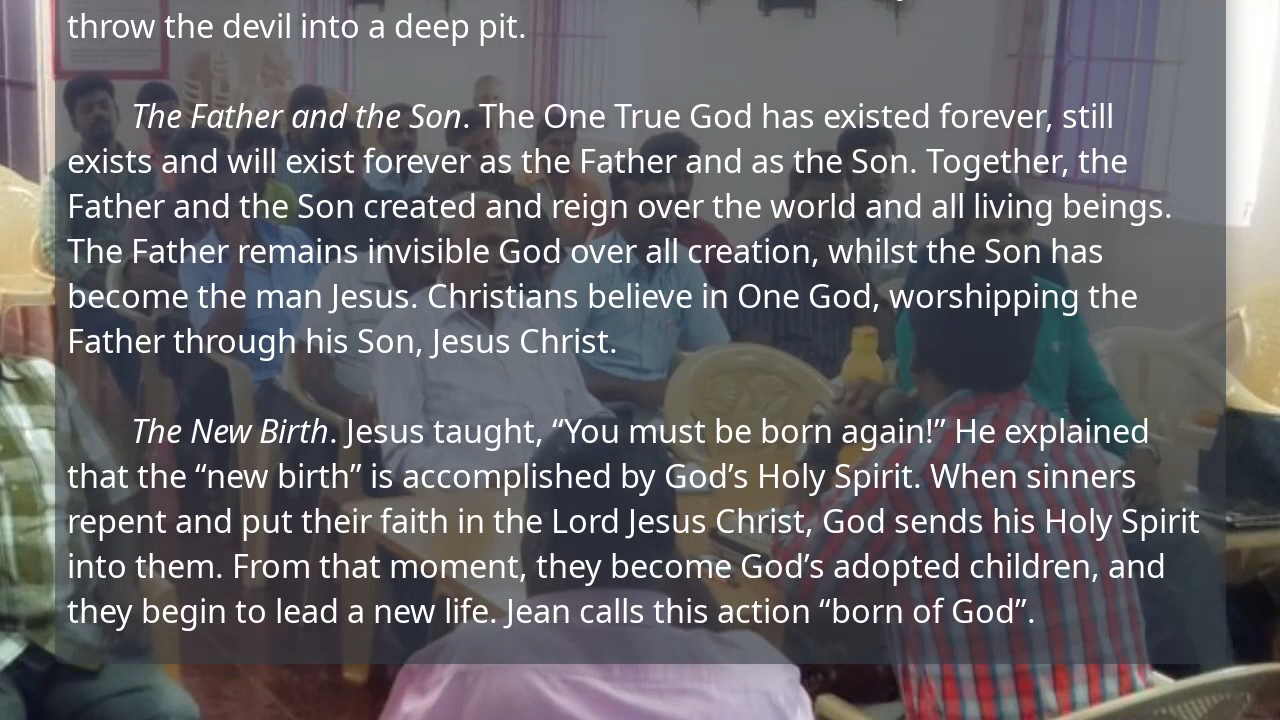 throw the devil into a deep pit.
The Father and the Son. The One True God has existed forever, still
exists and will exist forever as the Father and as the Son. Together, the
Father and the Son created and reign over the world and all living beings.
The Father remains invisible God over all creation, whilst the Son has
become the man Jesus. Christians believe in One God, worshipping the
Father through his Son, Jesus Christ.
The New Birth. Jesus taught, “You must be born again!” He explained
that the “new birth” is accomplished by God’s Holy Spirit. When sinners
repent and put their faith in the Lord Jesus Christ, God sends his Holy Spirit
into them. From that moment, they become God’s adopted children, and
they begin to lead a new life. Jean calls this action “born of God”.